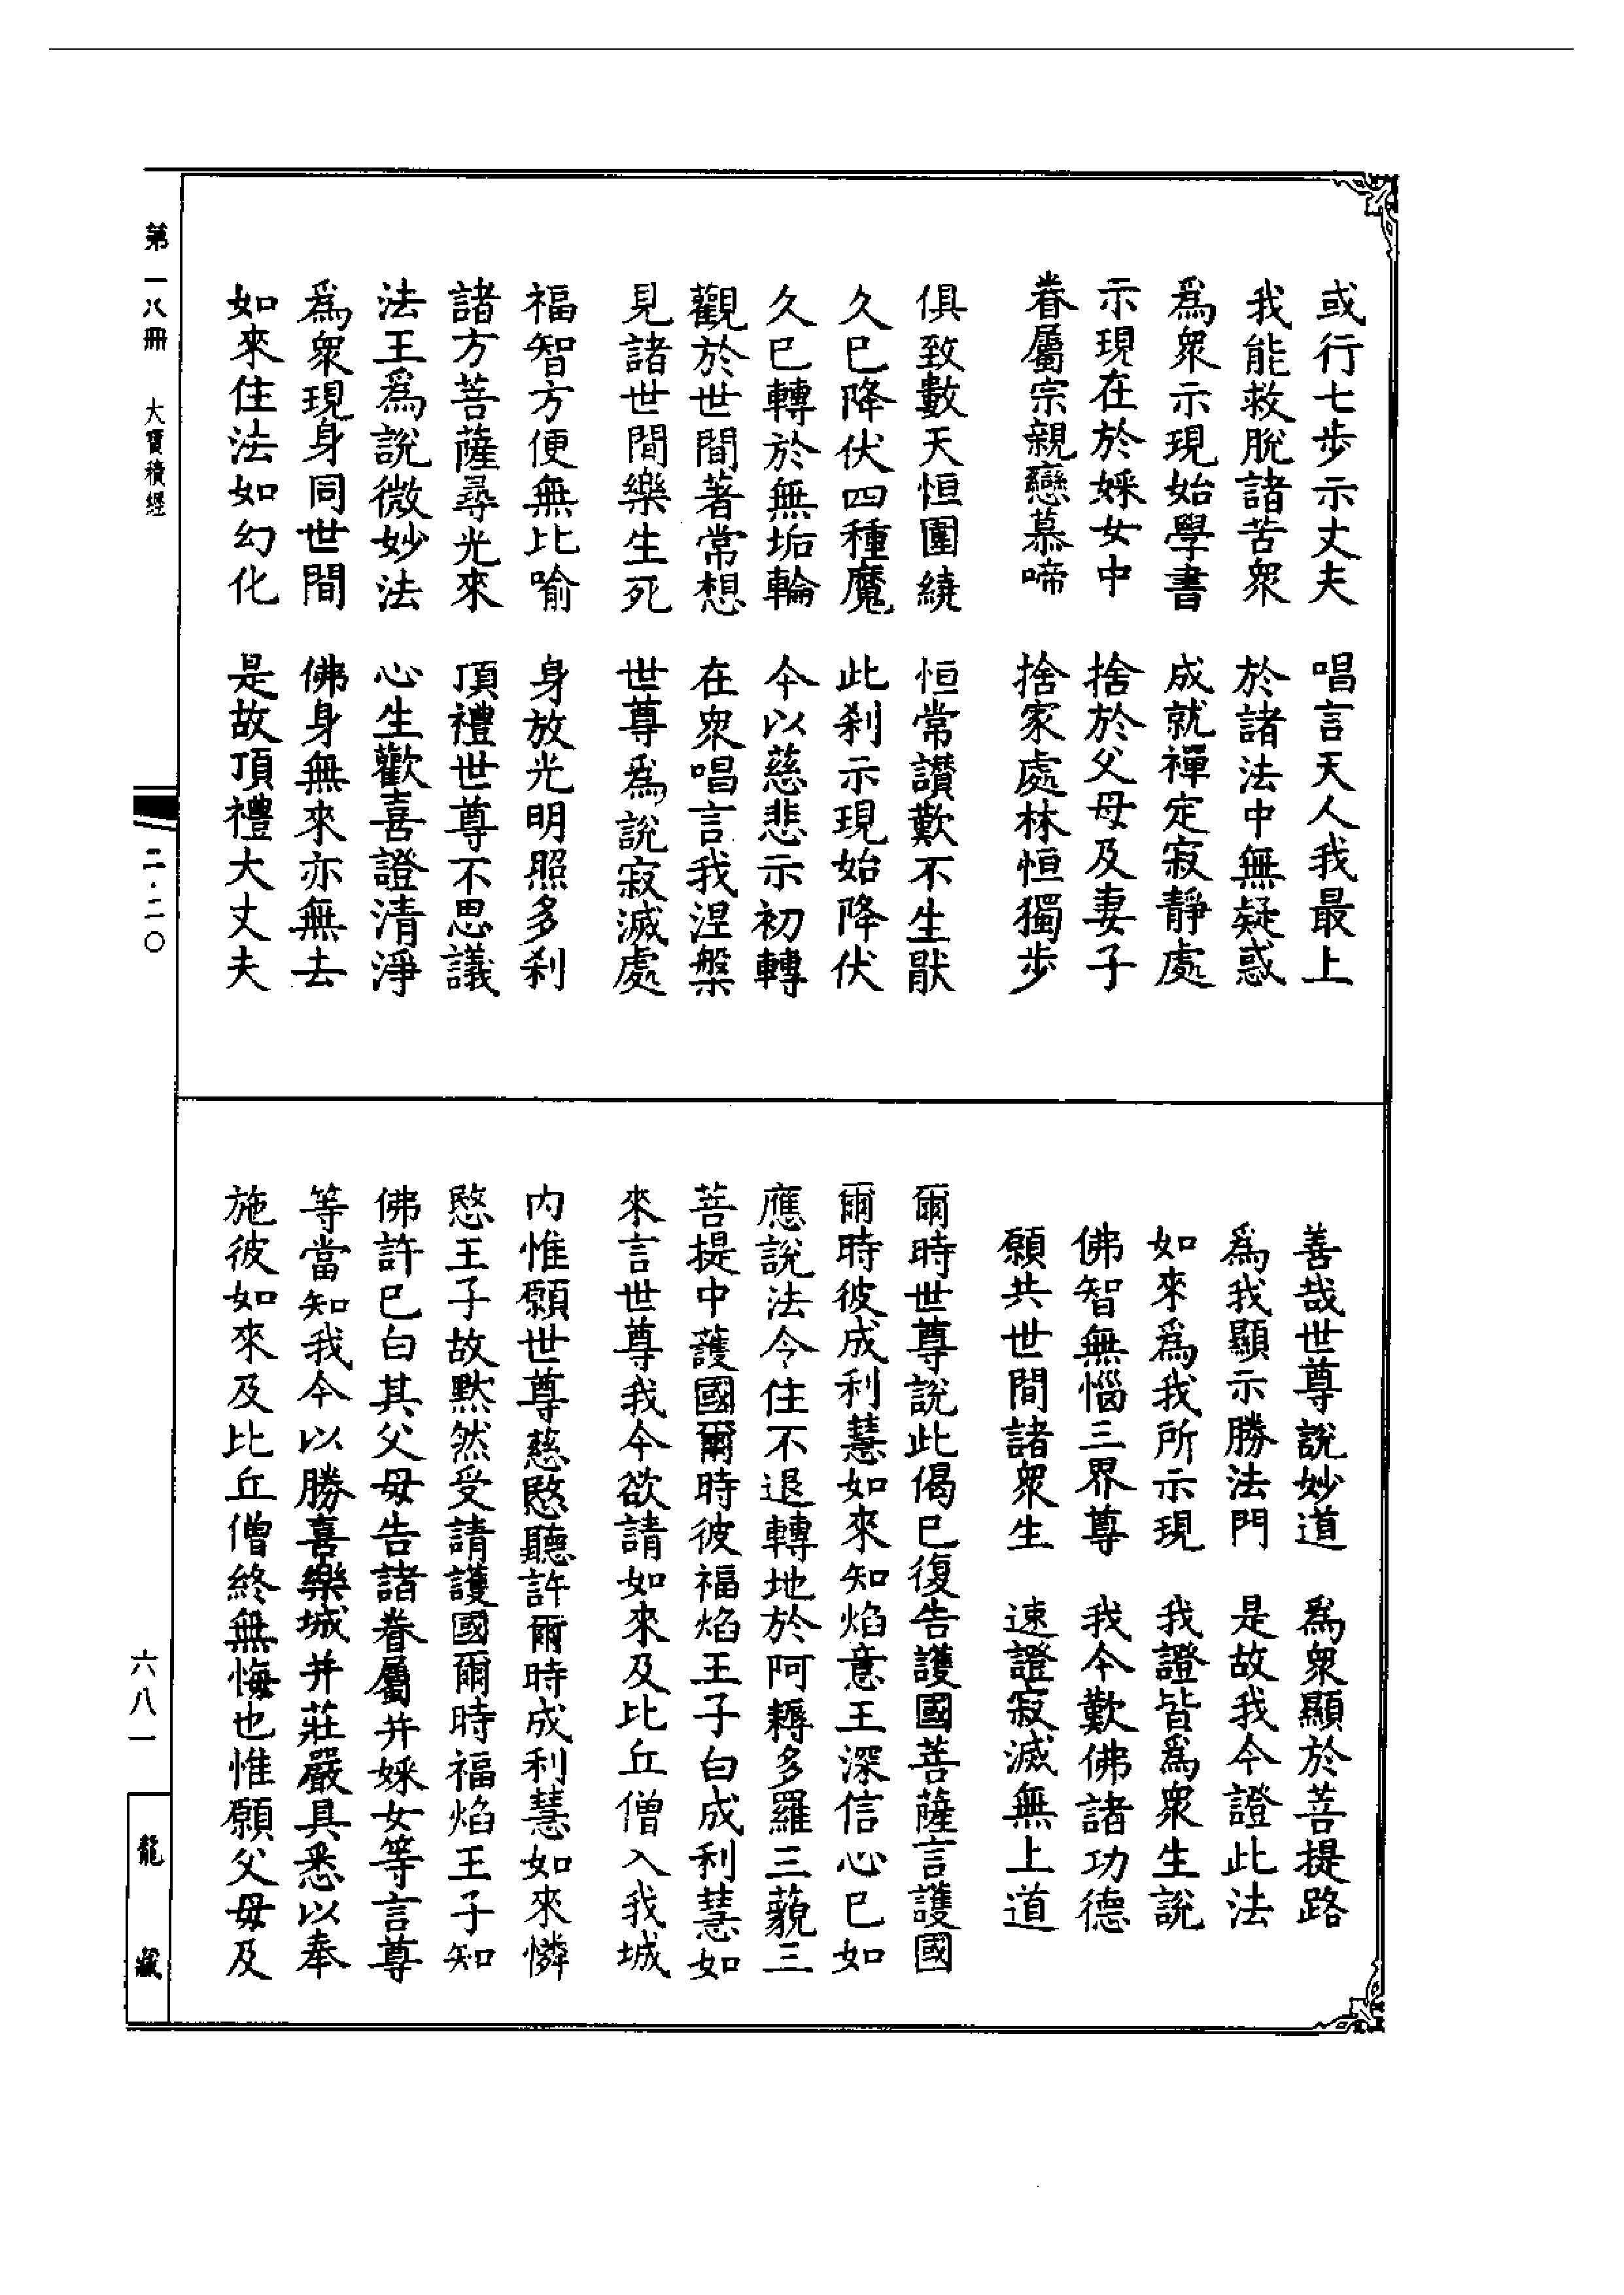 或行七步示丈夫　唱言天人我最上
我能救脫諸苦衆　於諸法中無疑惑
爲衆示現始學書　成就禪定寂靜處
示現在於婇女中　捨於父母及妻子
眷屬宗親戀慕啼　捨家處林恒獨步
俱致數天恒圍繞　恒常讃歎不生猒
久已降伏四種魔　此刹示現始降伏
久已轉於無垢輪　今以慈悲示初轉
觀於世間著常想　在衆唱言我涅槃
見諸世間樂生死　世尊爲說寂滅處
福智方便無比喻　身放光明照多刹
諸方菩薩尋光來　頂禮世尊不思議
法王爲說微妙法　心生歡喜證清淨
爲衆現身同世間　佛身無來亦無去
如來住法如幻化　是故頂禮大丈夫
善哉世尊說妙道　爲衆顯於菩提路
爲我顯示勝法門　是故我今證此法
如來爲我所示現　我證皆爲衆生說
佛智無惱三界尊　我今歎佛諸功德
願共世間諸衆生　速證寂滅無上道
爾時世尊說此偈已復告護國菩薩言護國
爾時彼成利慧如來知焰意王深信心已如
應說法令住不退轉地於阿耨多羅三藐三
菩提中護國爾時彼福焰王子白成利慧如
來言世尊我今欲請如來及比丘僧入我城
內惟願世尊慈愍聽許爾時成利慧如來憐
愍王子故默然受請護國爾時福焰王子知
佛許已白其父母告諸眷屬并婇女等言尊
等當知我今以勝喜樂城并莊嚴具悉以奉
施彼如來及比丘僧終無悔也惟願父母及
第一八冊　大寶積經
二·二〇
六八一
龍藏